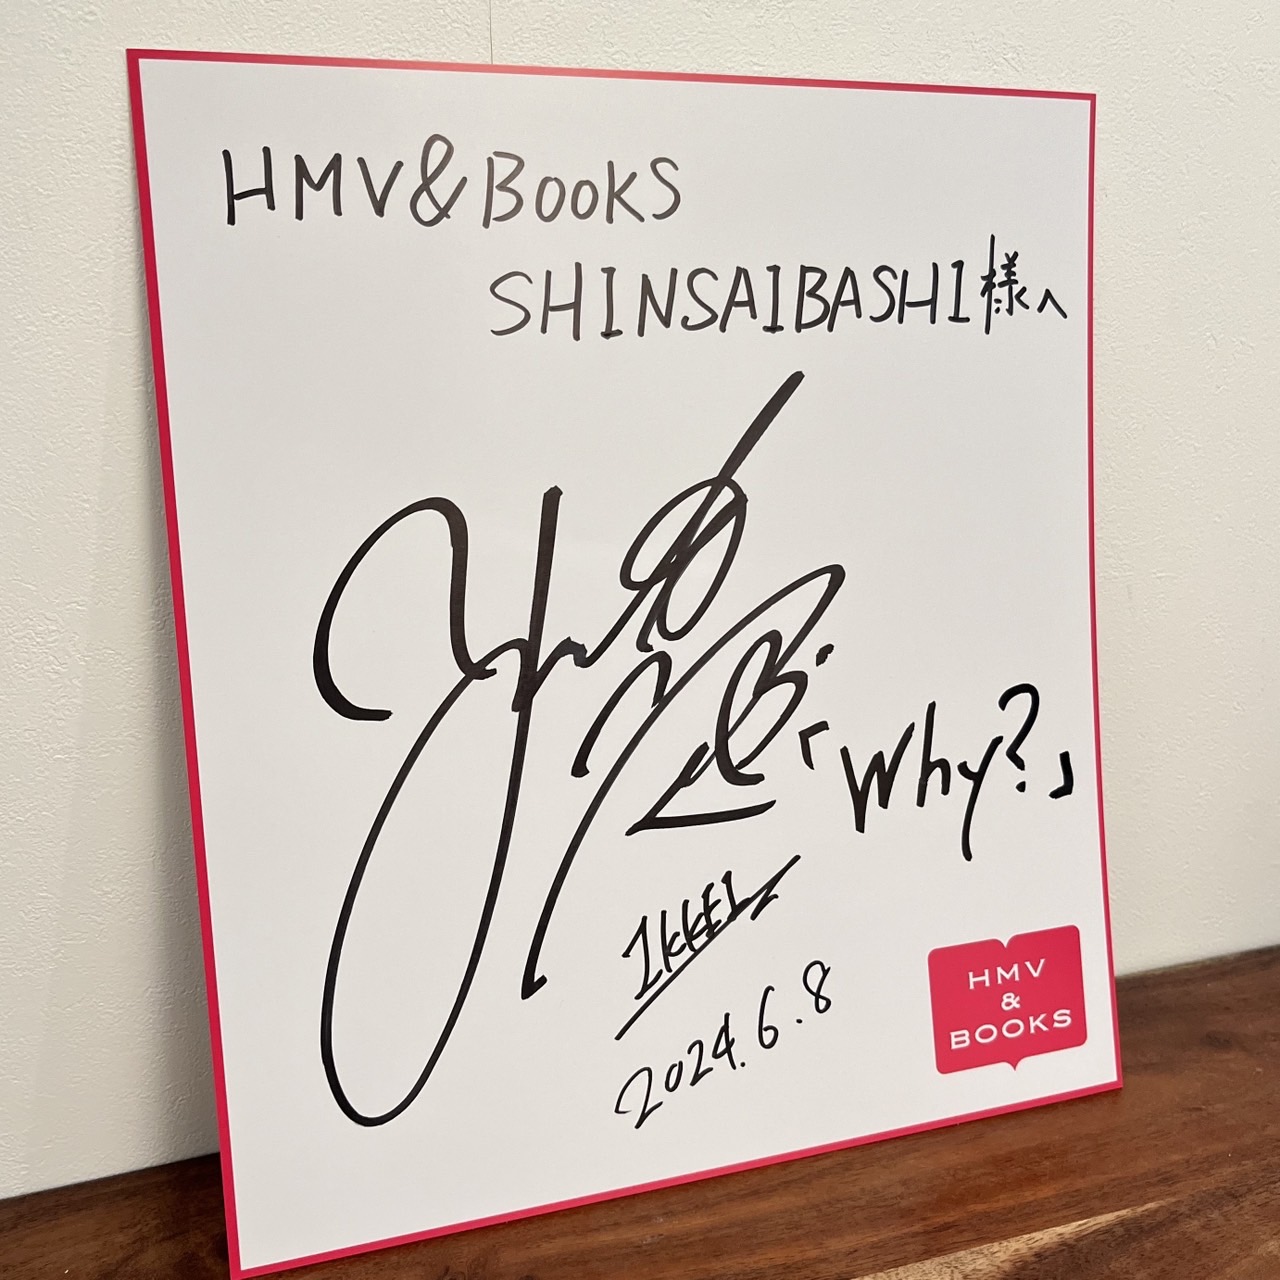 HMV&BOOKS
SHINSAIBASHI様へ
「Why?」
IKKEI
2024.6.8
HMV
&
BOOKS